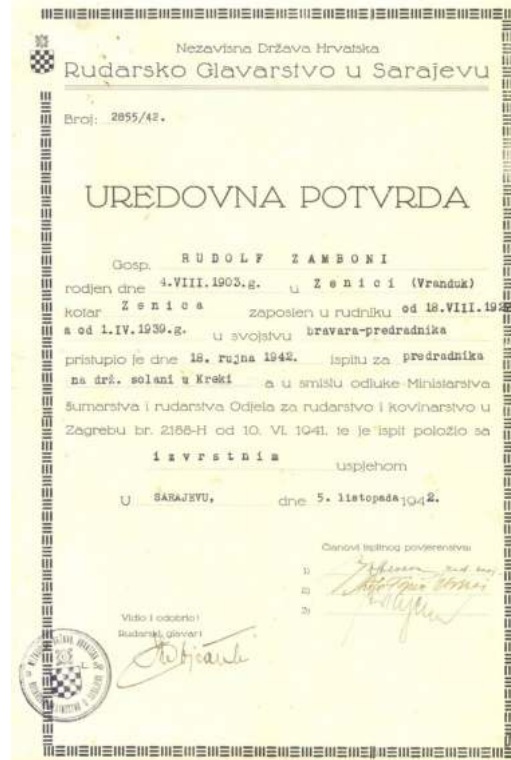 Nezavisna Država Hrvatska
Rudarsko Glavarstvo u Sarajevu
Broj: 2855/42.
UREDOVNA POTVRDA
Gosp. RUDOLF ZAMBONI
rodjen dne 4.VIII.1903.g. u Zenici (Vranduk)
kotar Zenica zaposlen u rudniku od 18.VIII.
a od 1.IV.1939.g. u svojstvu bravara-predradnika
pristupio je dne 18. rujna 1942. ispitu za predradnika
na drž. solani u Kreki a u smislu odluke Ministarstva
šumarstva i rudarstva Odjela za rudarstvo i kovinarstvo u
Zagrebu br. 2188-H od 10. VI. 1941. te je ispit položio sa
izvrstnim uspjehom
U SARAJEVU, dne 5. listopada 1942.
Članovi ispitnog povjerenstva:
1)
2)
3)
Vidio i odobrio:
Rudarski glavar:
NEZAVISNA DRŽAVA HRVATSKA